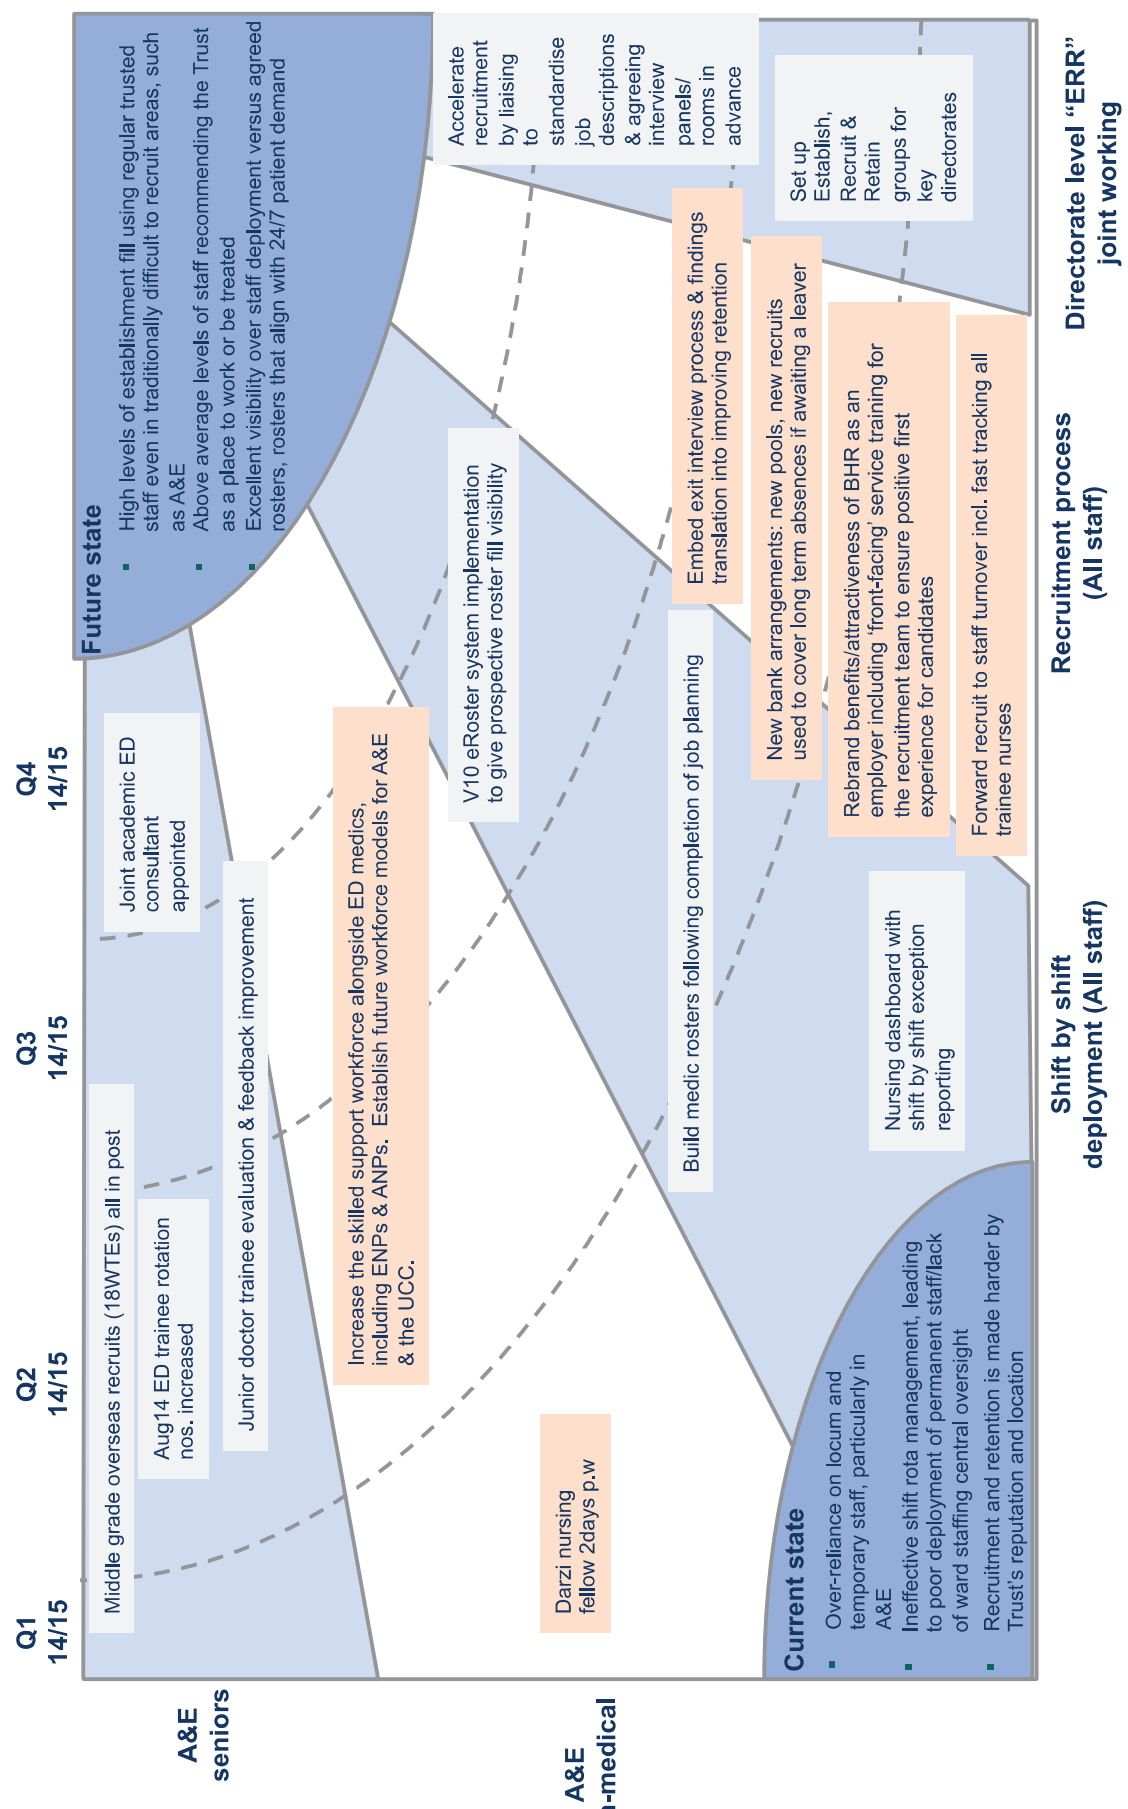 Q1
14/15
Q2
14/15
Q3
14/15
Q4
14/15
A&E
seniors
Middle grade overseas recruits (18WTEs) all in post
Aug14 ED trainee rotation
nos. increased
Junior doctor trainee evaluation & feedback improvement
Joint academic ED
consultant
appointed
Future state
High levels of establishment fill using regular trusted
staff even in traditionally difficult to recruit areas, such
as A&E
Above average levels of staff recommending the Trust
as a place to work or be treated
Excellent visibility over staff deployment versus agreed
rosters, rosters that align with 24/7 patient demand
Increase the skilled support workforce alongside ED medics,
including ENPs & ANPs. Establish future workforce models for A&E
& the UCC.
A&E
n-medical
Darzi nursing
fellow 2days p.w
V10 eRoster system implementation
to give prospective roster fill visibility
Accelerate
recruitment
by liaising
to
standardise
job
descriptions
& agreeing
interview
panels/
rooms in
advance
Build medic rosters following completion of job planning
Embed exit interview process & findings
translation into improving retention
New bank arrangements: new pools, new recruits
used to cover long term absences if awaiting a leaver
Set up
Establish,
Recruit &
Retain
groups for
key
directorates
Current state
Over-reliance on locum and
temporary staff, particularly in
A&E
Ineffective shift rota management, leading
to poor deployment of permanent staff/lack
of ward staffing central oversight
Recruitment and retention is made harder by
Trust's reputation and location
Nursing dashboard with
shift by shift exception
reporting
Rebrand benefits/attractiveness of BHR as an
employer including ‘front-facing’ service training for
the recruitment team to ensure positive first
experience for candidates
Forward recruit to staff turnover incl. fast tracking all
trainee nurses
Shift by shift
deployment (All staff)
Recruitment process
(All staff)
Directorate level “ERR”
joint working